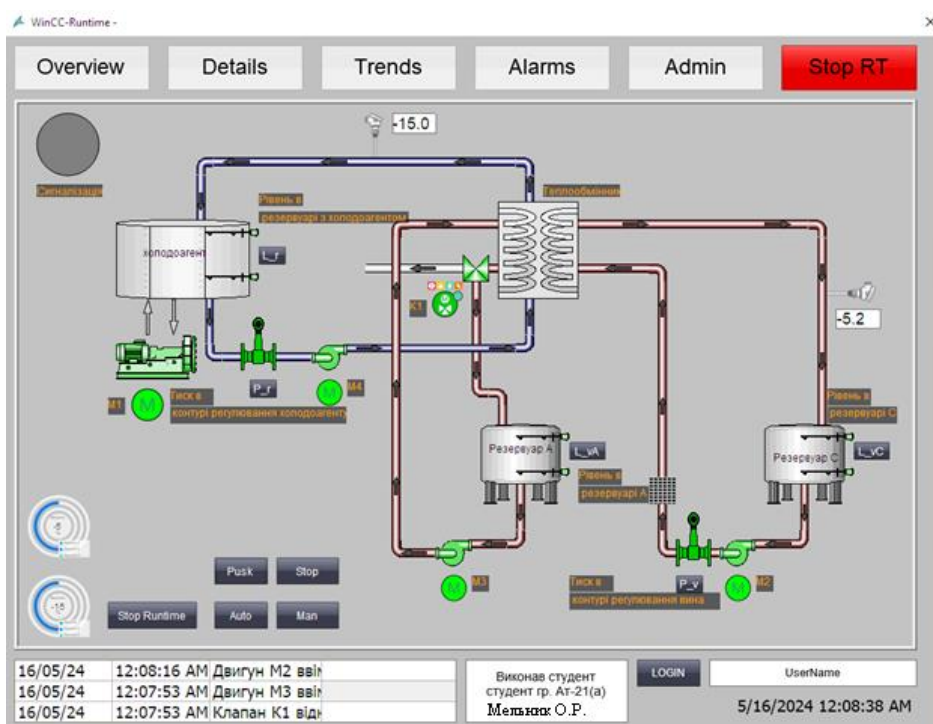 WinCC-Runtime -
Overview Details Trends Alarms Admin Stop RT
-15.0
Сигналізація
Рівень в
резервуарі з холодоагентом
Теплообмінник
холодоагент
L_r
K1
-5.2
M1
Тиск в
контурі регулювання холодоагенту
P_r
M4
M
M
Рівень в
резервуарі С
Резервуар А
L_vA
Резервуар С
L_vC
Рівень в
резервуарі А
M
M3
Тиск в
контурі регулювання вина
P_v
M
M2
-5
-15
Pusk Stop
Stop Runtime Auto Man
16/05/24 12:08:16 AM Двигун М2 ввім
16/05/24 12:07:53 AM Двигун М3 ввім
16/05/24 12:07:53 AM Клапан К1 відк
Виконав студент
студент гр. Ат-21(а)
Мельник О.Р.
LOGIN
UserName
5/16/2024 12:08:38 AM